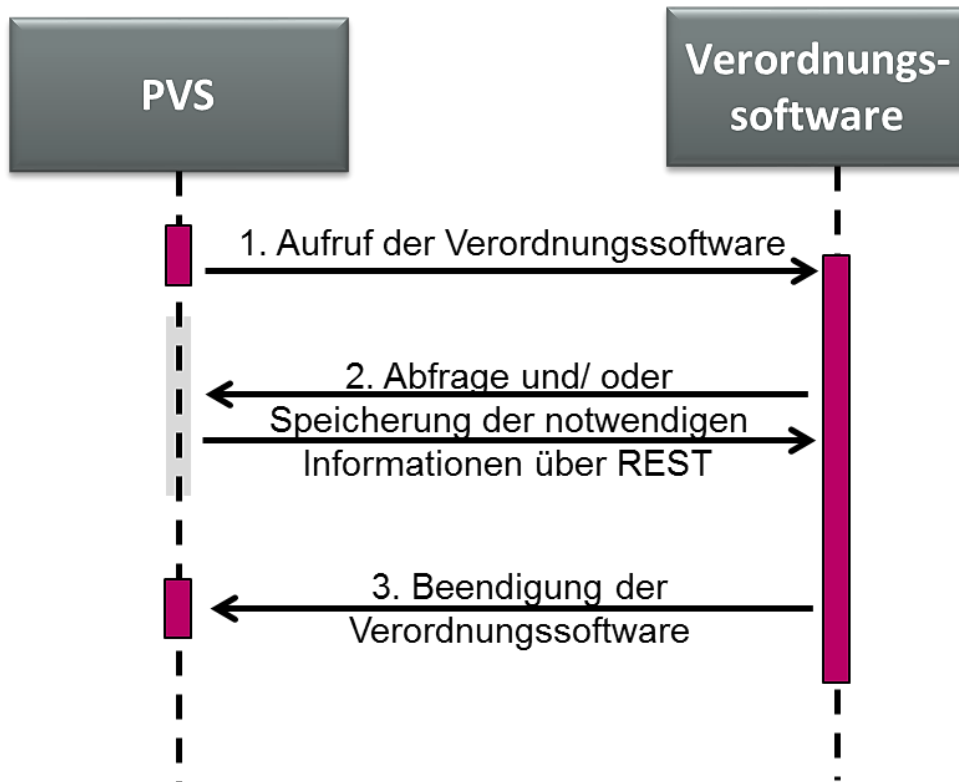 PVS
Verordnungs-
software
1. Aufruf der Verordnungssoftware
2. Abfrage und/ oder
Speicherung der notwendigen
Informationen über REST
3. Beendigung der
Verordnungssoftware